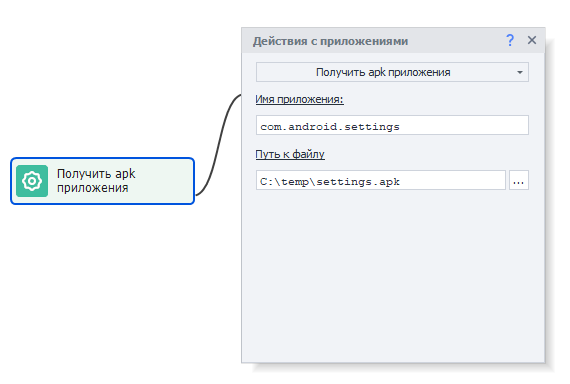 Действия с приложениями
?
Получить apk приложения
Имя приложения:
com.android.settings
Получить apk
приложения
Путь к файлу
C:\temp\settings.apk
...